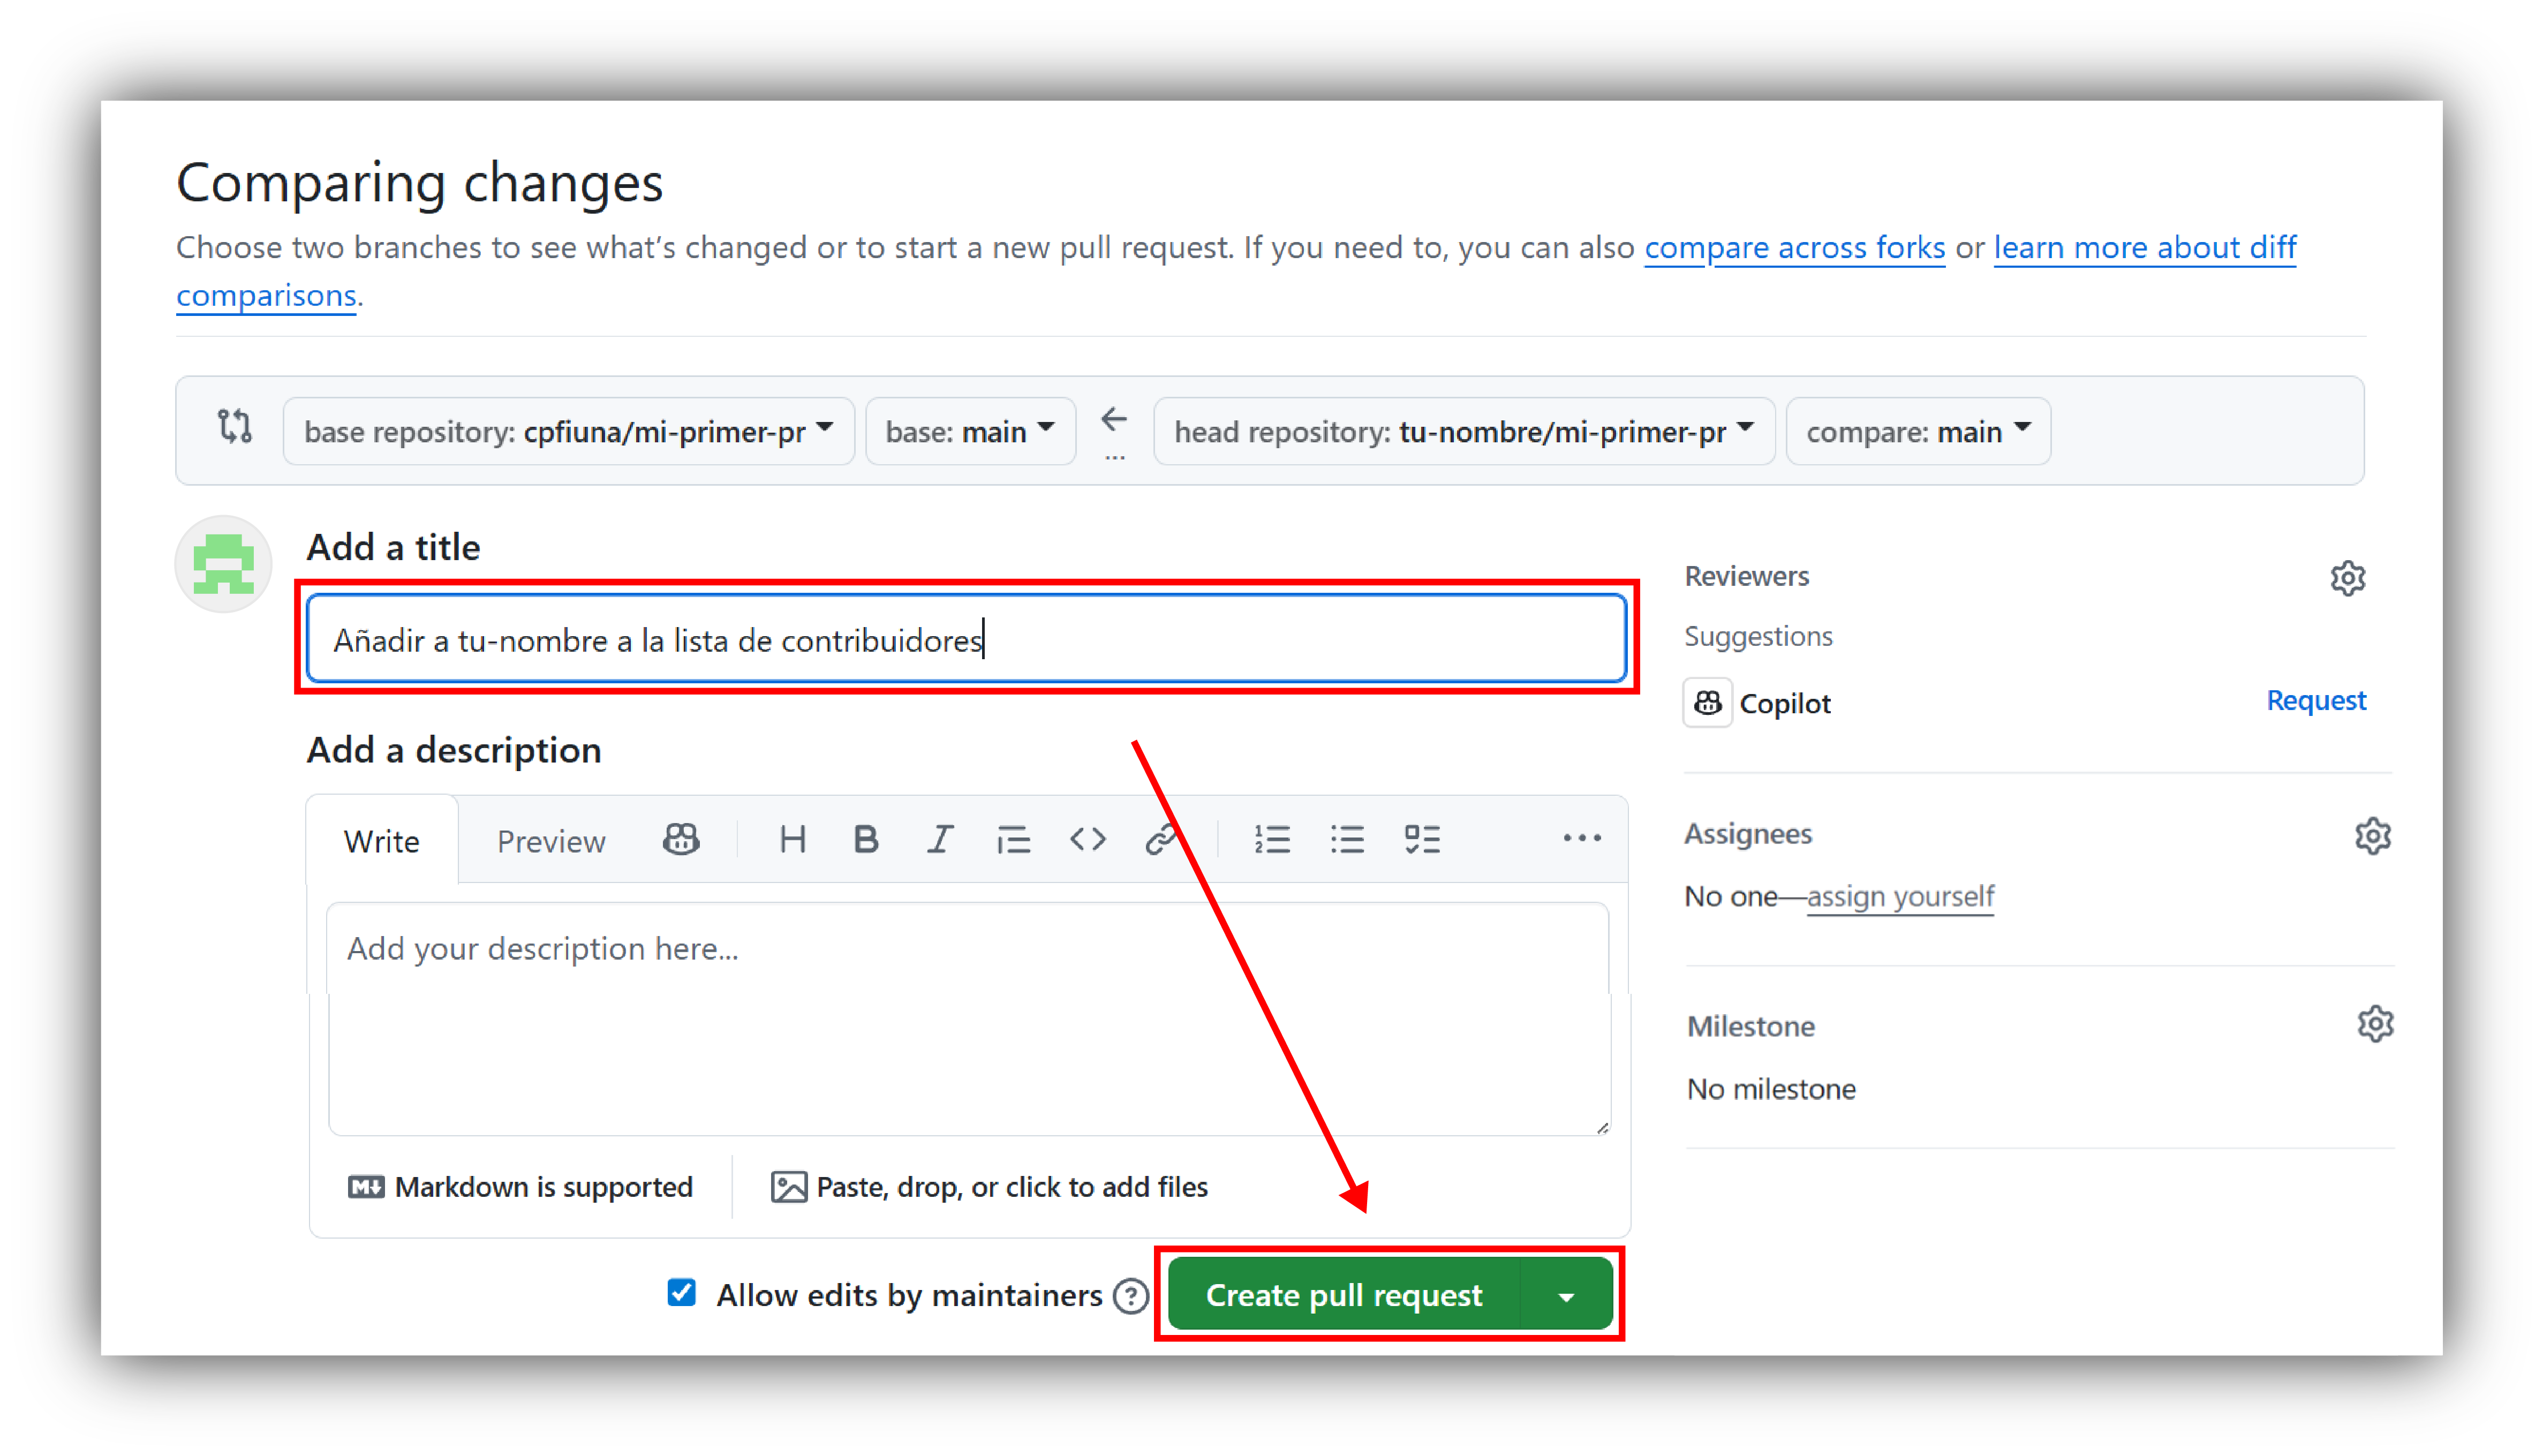 Comparing changes
Choose two branches to see what's changed or to start a new pull request. If you need to, you can also compare across forks or learn more about diff
comparisons.
base repository: cpfiuna/mi-primer-pr
base: main
...
head repository: tu-nombre/mi-primer-pr
compare: main
Add a title
Añadir a tu-nombre a la lista de contribuidores
Add a description
Write
Preview
Add your description here...
Markdown is supported
Paste, drop, or click to add files
Allow edits by maintainers
Create pull request
Reviewers
Suggestions
Copilot
Request
Assignees
No one—assign yourself
Milestone
No milestone